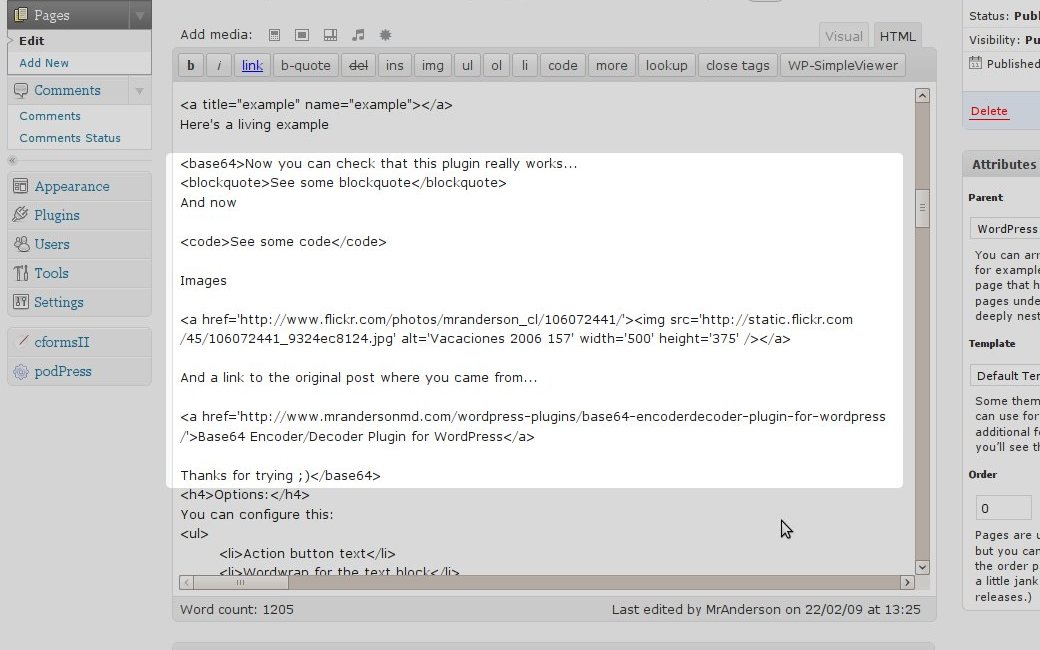 Pages
Edit
Add New
Comments
Comments
Comments Status
«
Appearance
Plugins
Users
Tools
Settings
cformsII
podPress
Add media:
Visual
HTML
b
i
link
b-quote
del
ins
img
ul
ol
li
code
more
lookup
close tags
WP-SimpleViewer
<a title="example" name="example"></a>
Here's a living example
<base64>Now you can check that this plugin really works...
<blockquote>See some blockquote</blockquote>
And now
<code>See some code</code>
Images
<a href='http://www.flickr.com/photos/mranderson_cl/106072441/'><img src='http://static.flickr.com
/45/106072441_9324ec8124.jpg' alt='Vacaciones 2006 157' width='500' height='375' /></a>
And a link to the original post where you came from...
<a href='http://www.mrandersonmd.com/wordpress-plugins/base64-encoderdecoder-plugin-for-wordpress
/'>Base64 Encoder/Decoder Plugin for WordPress</a>
Thanks for trying ;)</base64>
<h4>Options:</h4>
You can configure this:
<ul>
<li>Action button text</li>
<li>Wordwrap for the text block</li>
Word count: 1205
Last edited by MrAnderson on 22/02/09 at 13:25
Status: Publ
Visibility: Pu
Published
Delete
Attributes
Parent
WordPress
You can arr
for example
page that h
pages unde
deeply nest
Template
Default Ter
Some them
can use for
additional f
you'll see th
Order
0
Pages are u
but you can
the order p
a little jank
releases.)